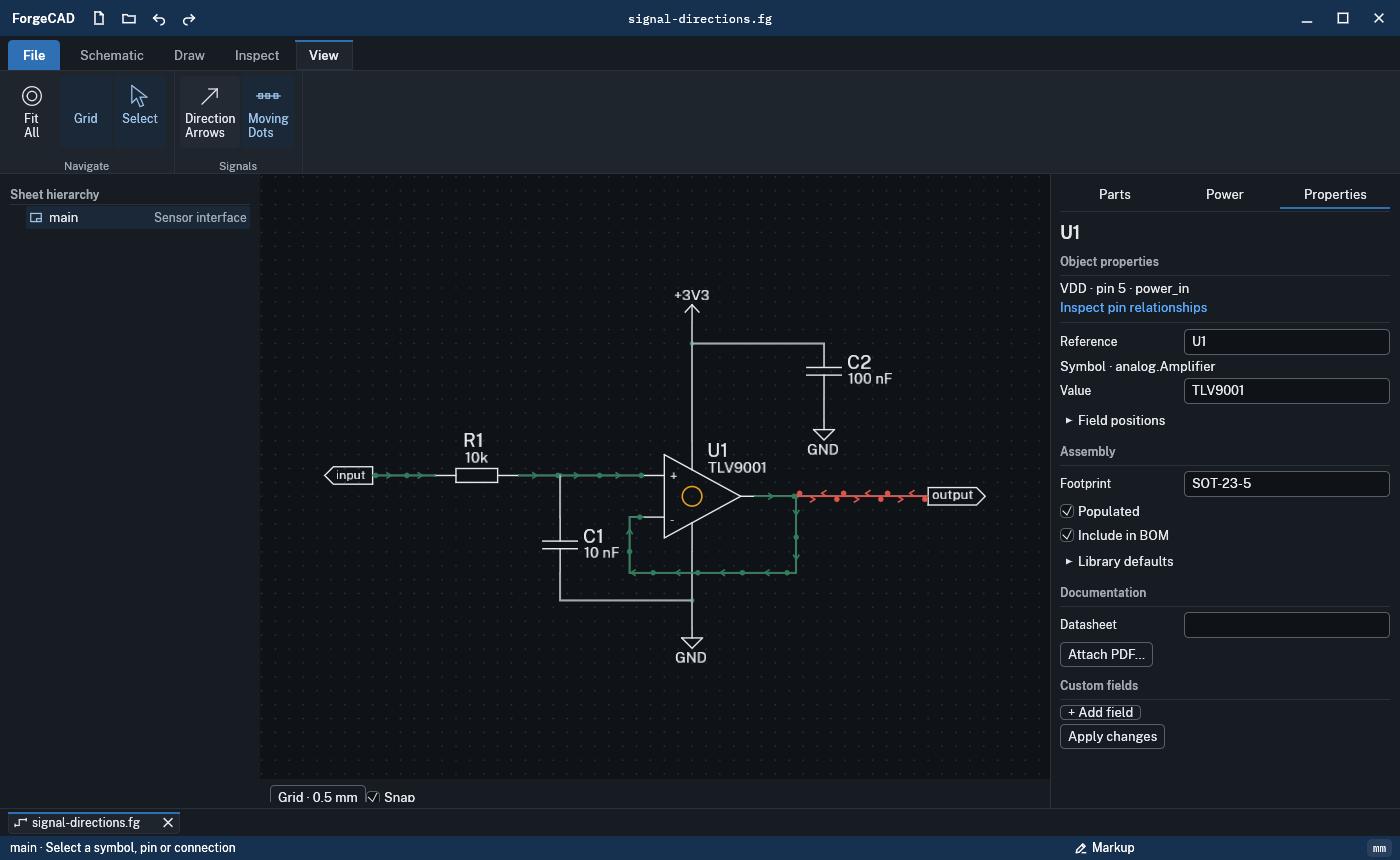 ForgeCAD
signal-directions.fg
File Schematic Draw Inspect View
Fit All
Grid
Select
Direction Arrows
Moving Dots
Navigate
Signals
Sheet hierarchy
main Sensor interface
+3V3
C2
100 nF
GND
R1
10k
input
U1
TLV9001
+
-
output
C1
10 nF
GND
Grid · 0.5 mm Snap
Parts Power Properties
U1
Object properties
VDD · pin 5 · power_in
Inspect pin relationships
Reference U1
Symbol · analog.Amplifier
Value TLV9001
▸ Field positions
Assembly
Footprint SOT-23-5
Populated
Include in BOM
▸ Library defaults
Documentation
Datasheet
Attach PDF...
Custom fields
+ Add field
Apply changes
signal-directions.fg
main · Select a symbol, pin or connection
Markup
mm